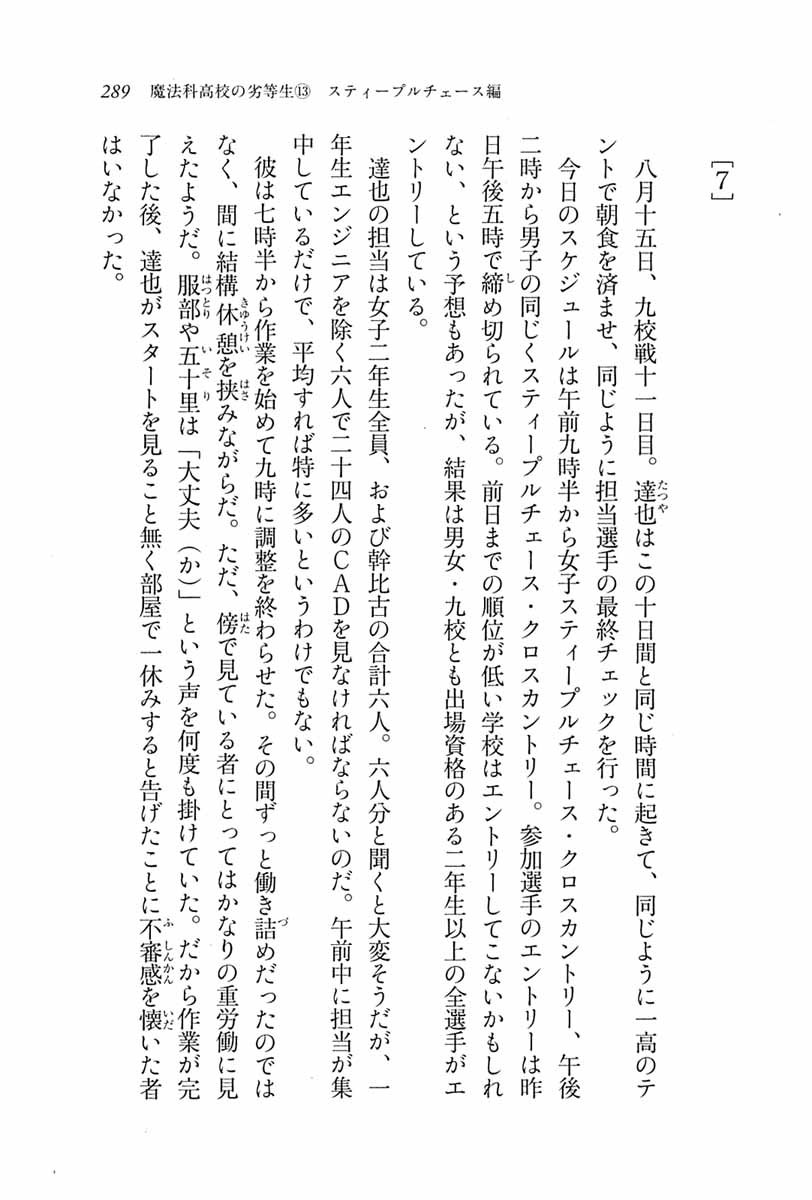 289　魔法科高校の劣等生⑬　スティープルチェース編
［7］
八月十五日、九校戦十一日目。達也はこの十日間と同じ時間に起きて、同じように一高のテ
ントで朝食を済ませ、同じように担当選手の最終チェックを行った。
今日のスケジュールは午前九時半から女子スティープルチェース・クロスカントリー、午後
二時から男子の同じくスティープルチェース・クロスカントリー。参加選手のエントリーは昨
日午後五時で締め切られている。前日までの順位が低い学校はエントリーしてこないかもしれ
ない、という予想もあったが、結果は男女・九校とも出場資格のある二年生以上の全選手がエ
ントリーしている。
達也の担当は女子二年生全員、および幹比古の合計六人。六人分と聞くと大変そうだが、一
年生エンジニアを除く六人で二十四人のＣＡＤを見なければならないのだ。午前中に担当が集
中しているだけで、平均すれば特に多いというわけでもない。
彼は七時半から作業を始めて九時に調整を終わらせた。その間ずっと働き詰めだったのでは
なく、間に結構休憩を挟みながらだ。ただ、傍で見ている者にとってはかなりの重労働に見
えたようだ。服部や五十里は「大丈夫（か）」という声を何度も掛けていた。だから作業が完
了した後、達也がスタートを見ること無く部屋で一休みすると告げたことに不審感を懐いた者
はいなかった。